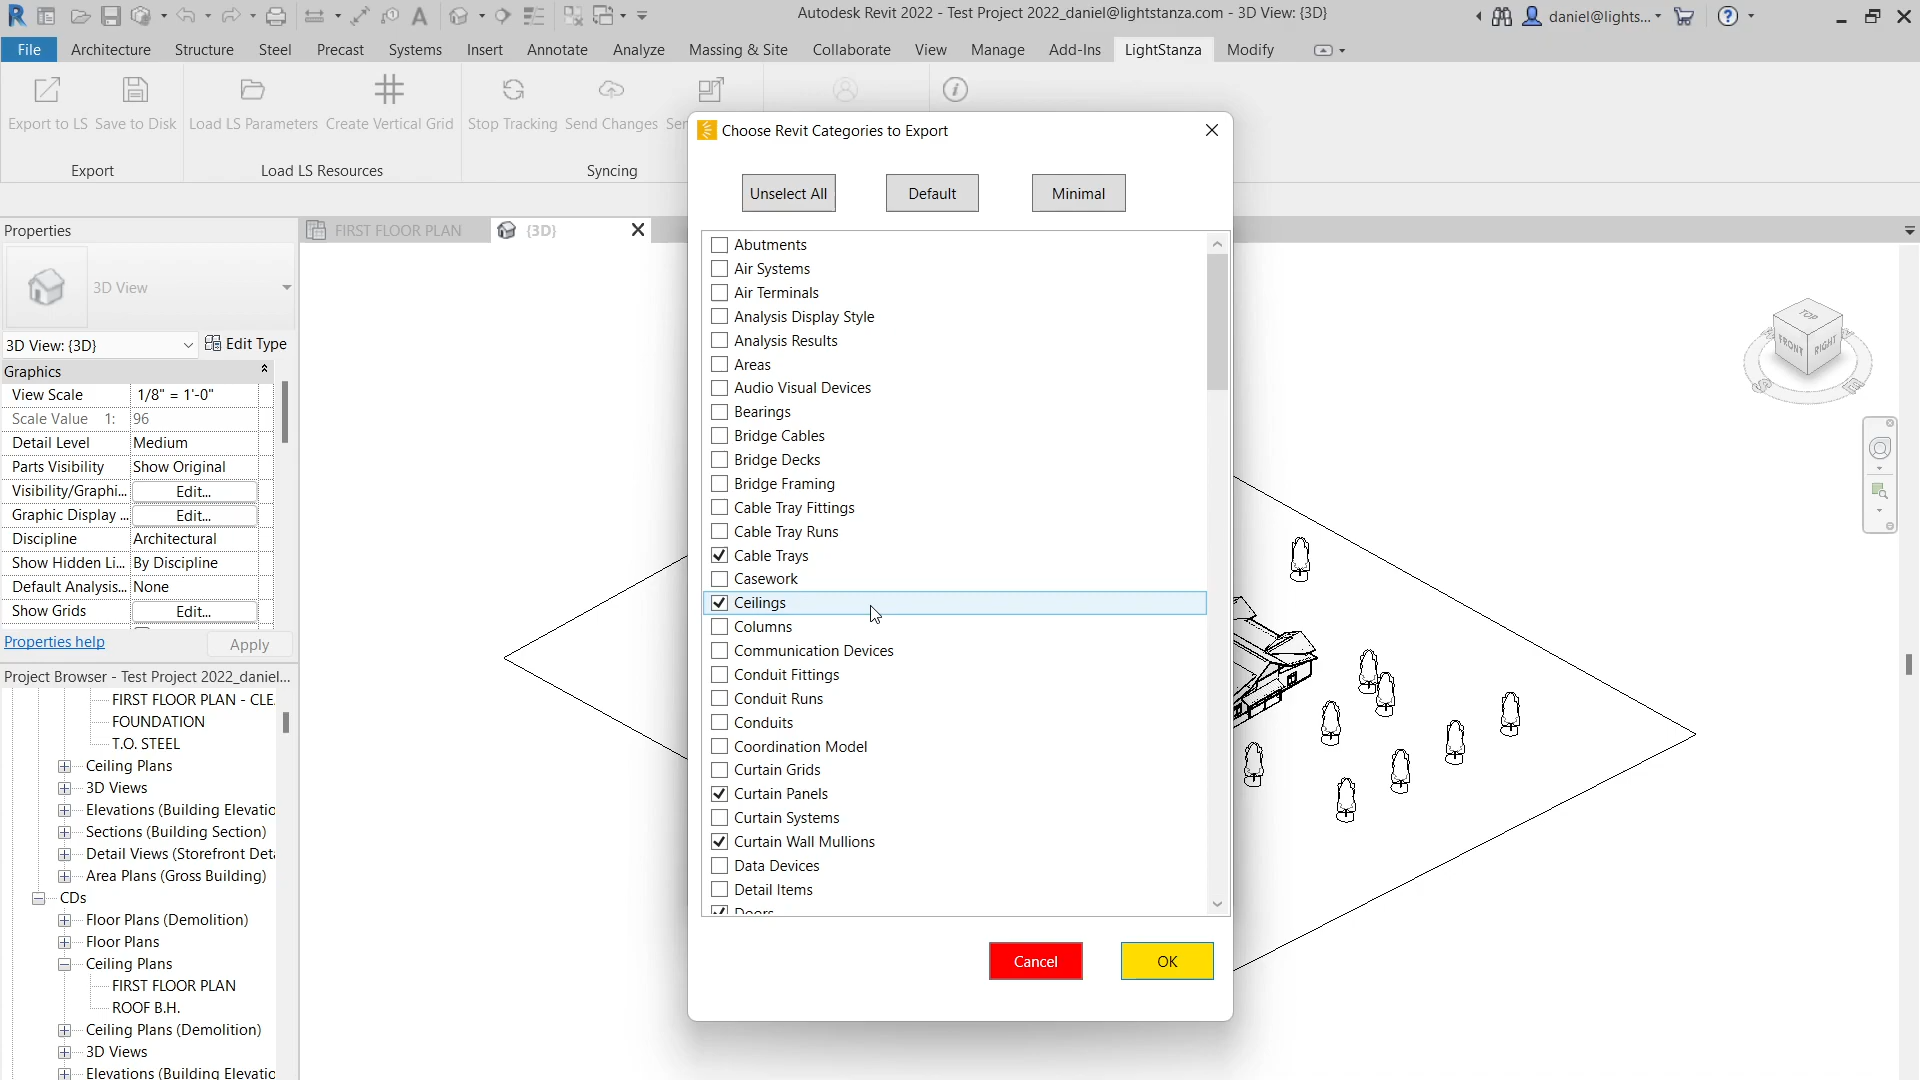 Autodesk Revit 2022 - Test Project 2022_daniel@lightstanza.com - 3D View: {3D}
daniel@lights...
File Architecture Structure Steel Precast Systems Insert Annotate Analyze Massing & Site Collaborate View Manage Add-Ins LightStanza Modify
Export to LS Save to Disk Load LS Parameters Create Vertical Grid Stop Tracking Send Changes
Export Load LS Resources Syncing
Choose Revit Categories to Export
Unselect All Default Minimal
Properties
FIRST FLOOR PLAN {3D}
3D View
3D View: {3D} Edit Type
Graphics
View Scale 1/8" = 1'-0"
Scale Value 1: 96
Detail Level Medium
Parts Visibility Show Original
Visibility/Graphi... Edit...
Graphic Display ... Edit...
Discipline Architectural
Show Hidden Li... By Discipline
Default Analysis... None
Show Grids Edit...
Properties help Apply
Project Browser - Test Project 2022_daniel...
FIRST FLOOR PLAN - CLE
FOUNDATION
T.O. STEEL
Ceiling Plans
3D Views
Elevations (Building Elevatio
Sections (Building Section)
Detail Views (Storefront Deta
Area Plans (Gross Building)
CDs
Floor Plans (Demolition)
Floor Plans
Ceiling Plans
FIRST FLOOR PLAN
ROOF B.H.
Ceiling Plans (Demolition)
3D Views
Elevations (Building Elevatio
Abutments
Air Systems
Air Terminals
Analysis Display Style
Analysis Results
Areas
Audio Visual Devices
Bearings
Bridge Cables
Bridge Decks
Bridge Framing
Cable Tray Fittings
Cable Tray Runs
Cable Trays
Casework
Ceilings
Columns
Communication Devices
Conduit Fittings
Conduit Runs
Conduits
Coordination Model
Curtain Grids
Curtain Panels
Curtain Systems
Curtain Wall Mullions
Data Devices
Detail Items
Doors
Cancel OK
TOP
FRONT RIGHT